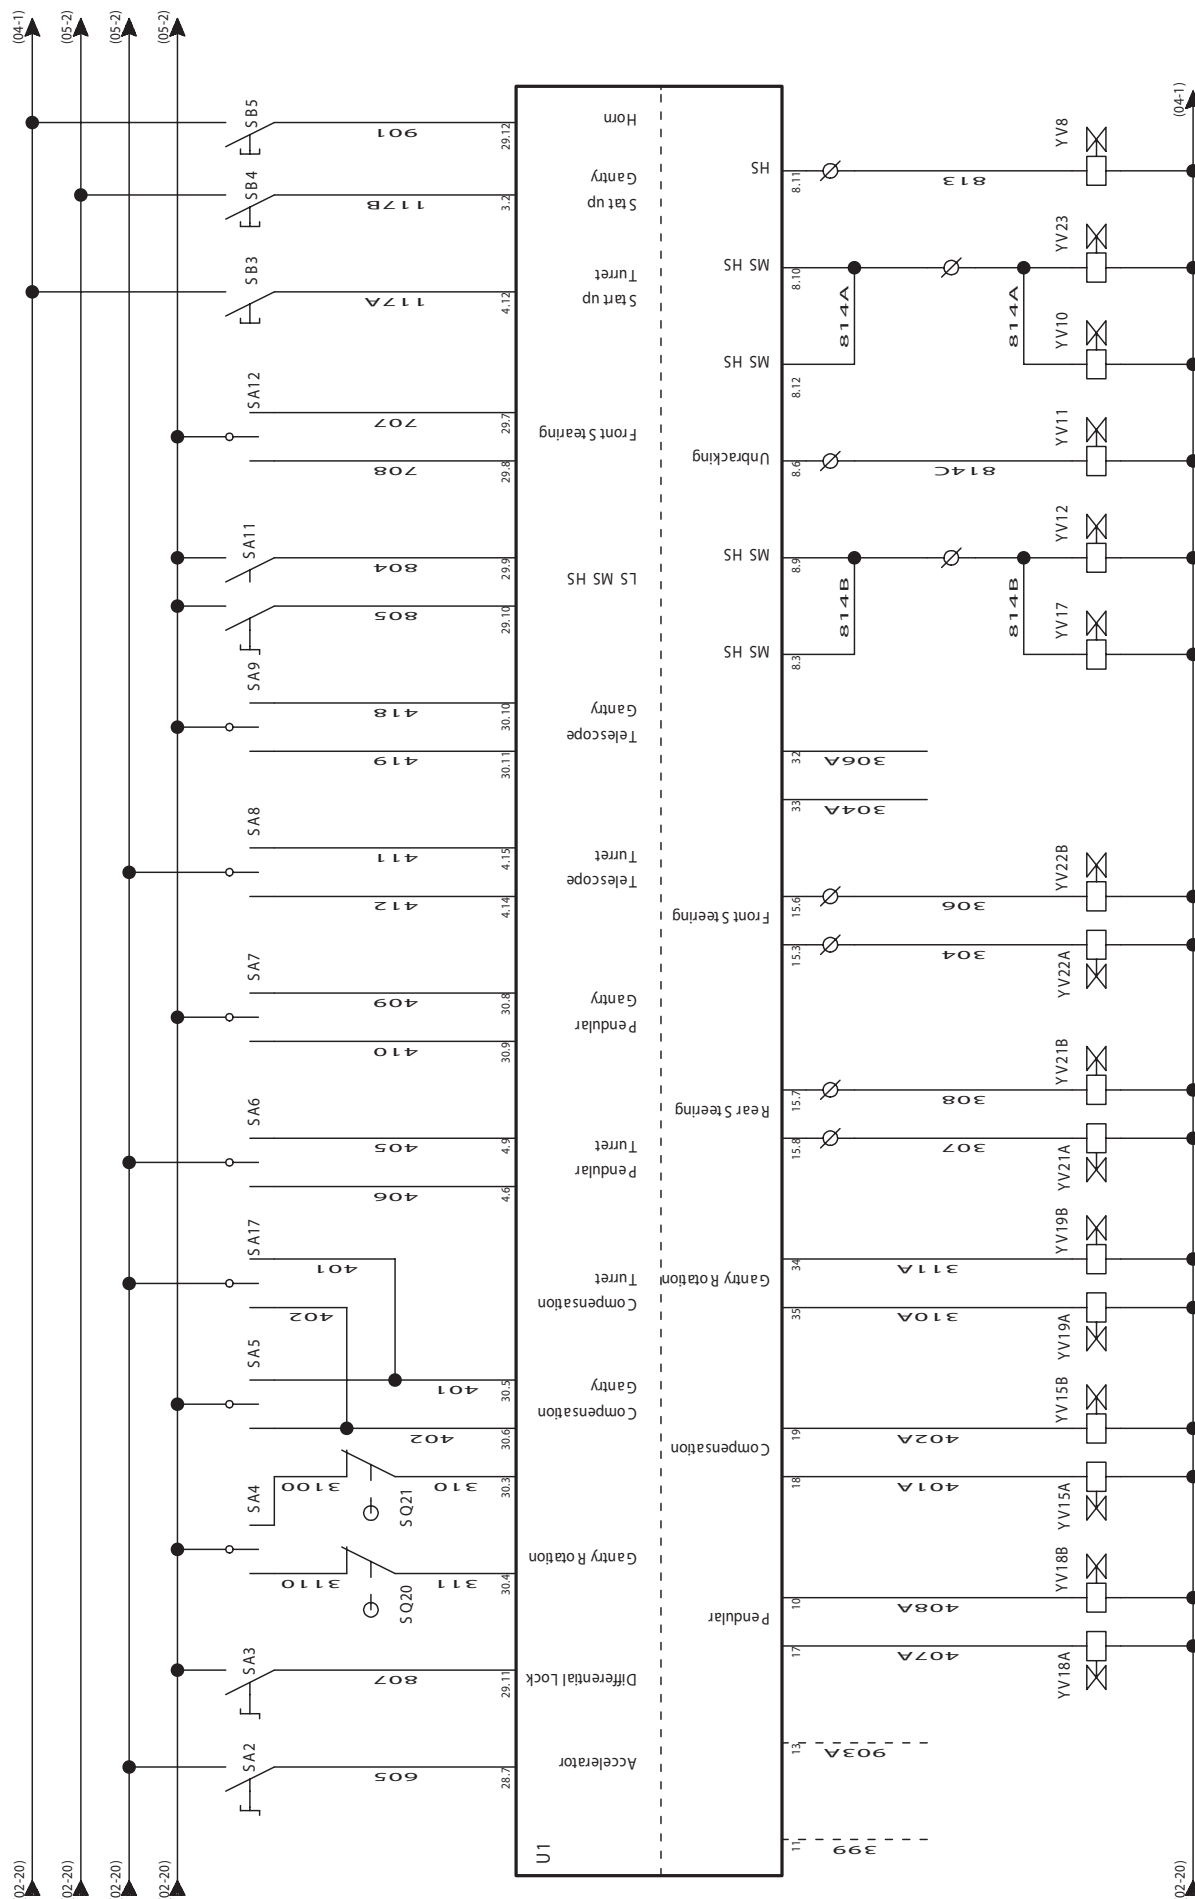 (04-1)
(05-2)
(05-2)
(05-2)
(04-1)
SB5
901
29.12
Horn
SB4
117B
3.2
Gantry
Stat up
SB3
117A
4.12
Turret
Start up
SA12
707
29.7
708
29.8
Front Stearing
SA11
804
29.9
805
29.10
LS MS HS
SA9
418
30.10
419
30.11
Gantry
Telescope
SA8
411
4.15
412
4.14
Turret
Telescope
SA7
409
30.8
410
30.9
Gantry
Pendular
SA6
405
4.9
406
4.6
Turret
Pendular
SA17
401
402
Turret
Compensation
SA5
401
30.5
402
30.6
Gantry
Compensation
SA4
3100
310
30.3
SQ21
3110
311
30.4
SQ20
Gantry Rotation
SA3
807
29.11
Differential Lock
SA2
605
28.7
Accelerator
U1
HS
8.11
813
YV8
MS HS
8.10
814A
814A
YV23
MS HS
8.12
YV10
Unbracking
8.6
814C
YV11
MS HS
8.9
814B
814B
YV12
MS HS
8.3
YV17
32
306A
33
304A
Front Steering
15.6
306
YV22B
15.3
304
YV22A
Rear Steering
15.7
308
YV21B
15.8
307
YV21A
Gantry Rotation
34
311A
YV19B
35
310A
YV19A
Compensation
19
402A
YV15B
18
401A
YV15A
Pendular
10
408A
YV18B
17
407A
YV18A
13
903A
11
399
02-20)
02-20)
02-20)
02-20)
02-20)